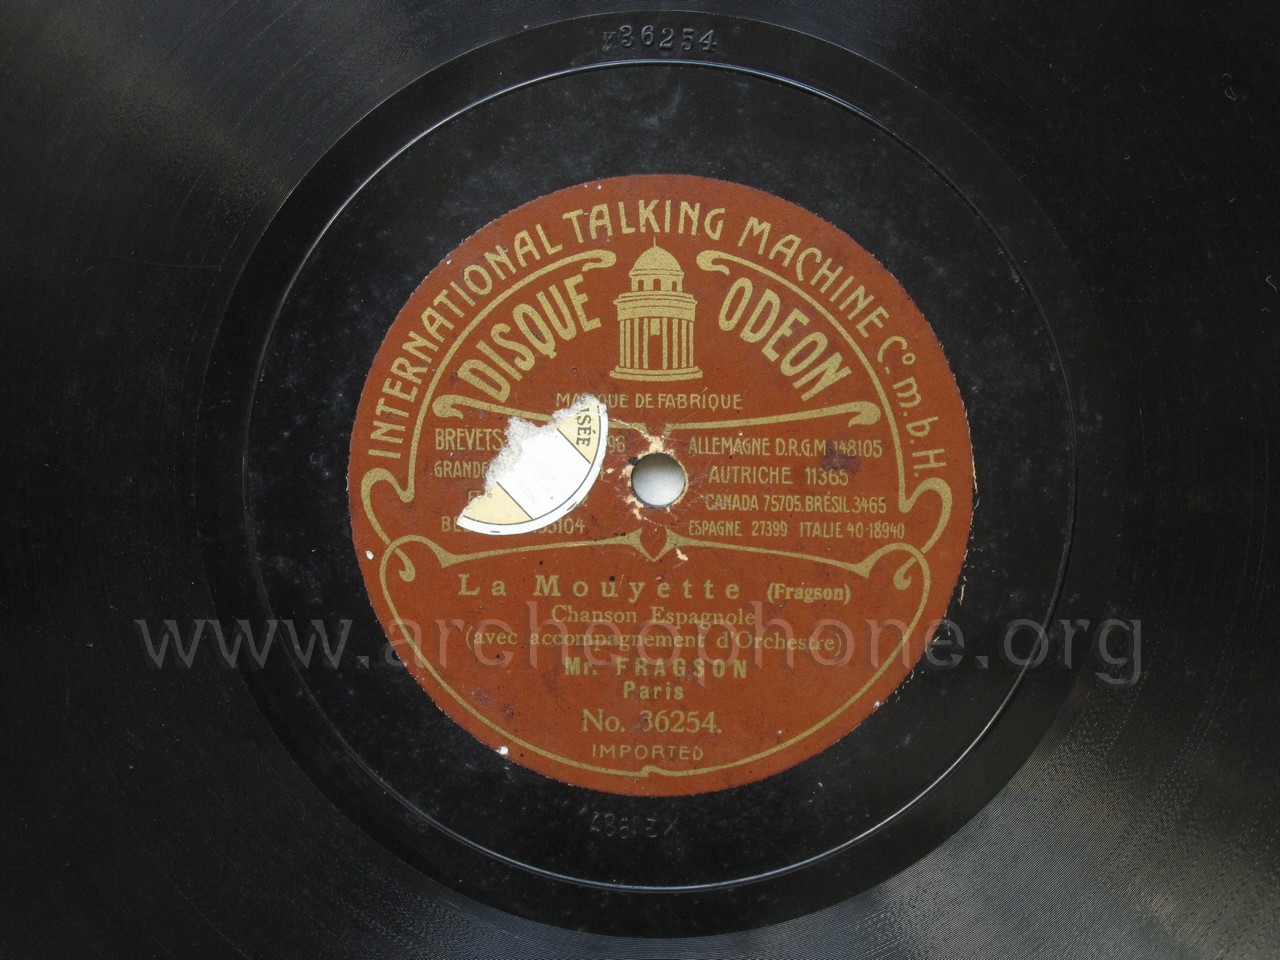 y36254
INTERNATIONAL TALKING MACHINE Co. m. b. H.
DISQUE ODEON
MARQUE DE FABRIQUE
BREVETS
GRANDE
SÉE
ALLEMAGNE D.R.G.M. 148105
AUTRICHE 11365
CANADA 75705. BRÉSIL 3465
ESPAGNE 27399 ITALIE 40-18940
La Mouyette (Fragson)
Chanson Espagnole
(avec accompagnement d'Orchestre)
www.archeophone.org
Mr. FRAGSON
Paris
No. 36254.
IMPORTED